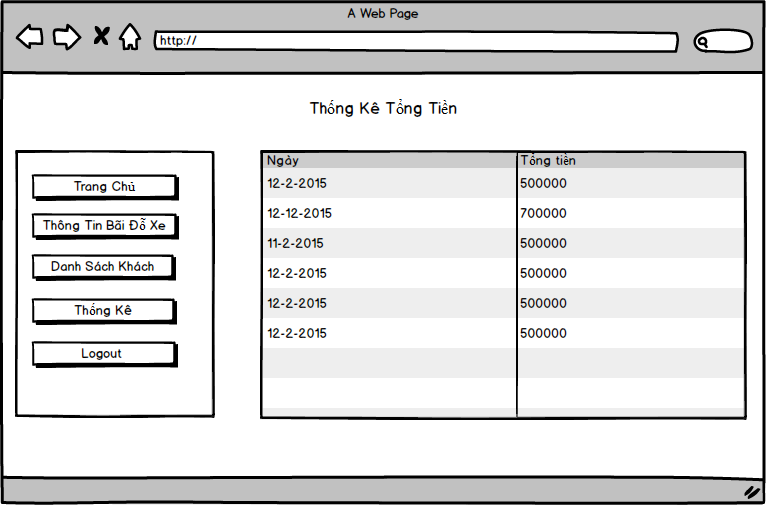 A Web Page
http://
Thống Kê Tổng Tiền
Trang Chủ
Thông Tin Bãi Đỗ Xe
Danh Sách Khách
Thống Kê
Logout
Ngày Tổng tiền
12-2-2015 500000
12-12-2015 700000
11-2-2015 500000
12-2-2015 500000
12-2-2015 500000
12-2-2015 500000